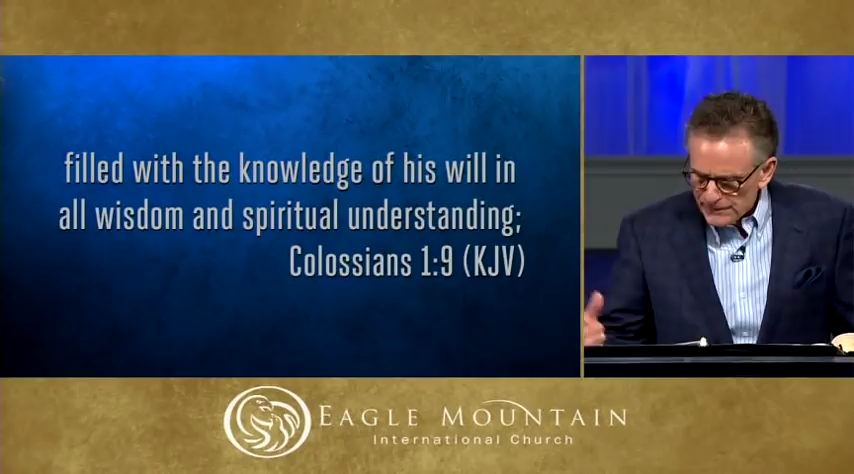 filled with the knowledge of his will in
all wisdom and spiritual understanding;
Colossians 1:9 (KJV)
EAGLE MOUNTAIN
International Church